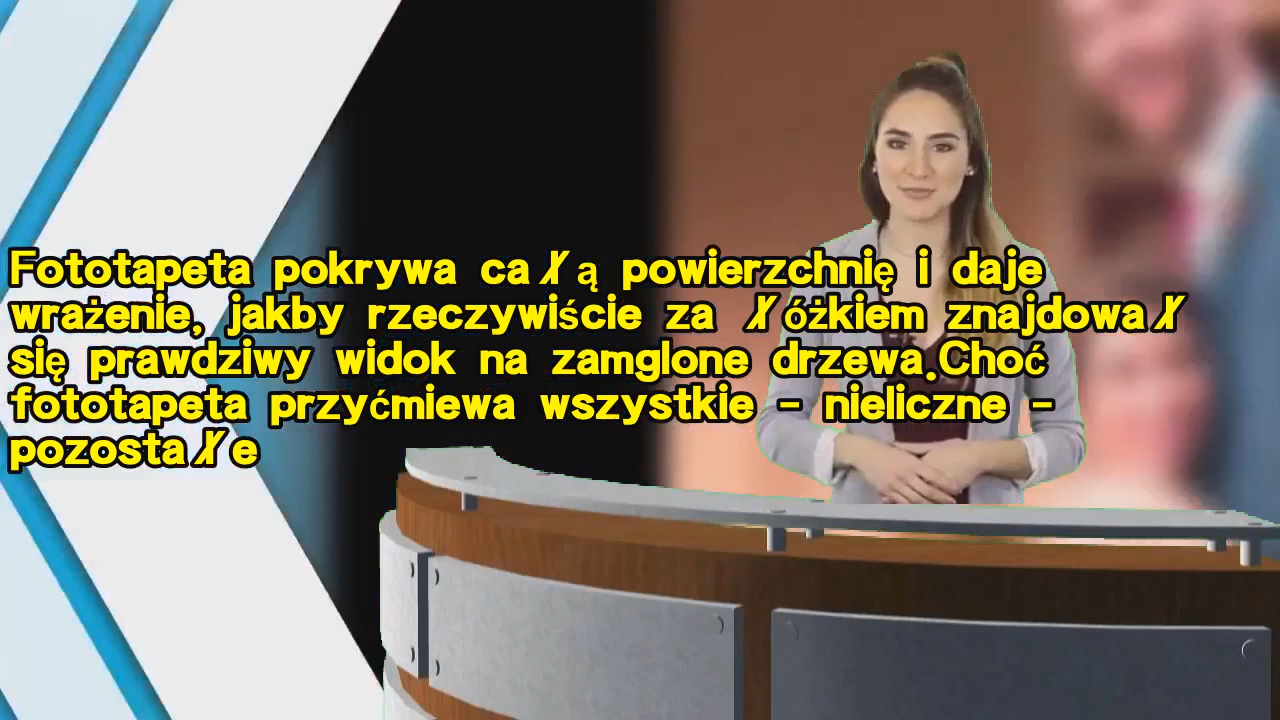 Fototapeta pokrywa całą powierzchnię i daje
wrażenie, jakby rzeczywiście za łóżkiem znajdował
się prawdziwy widok na zamglone drzewa.Choć
fototapeta przyćmiewa wszystkie - nieliczne -
pozostałe